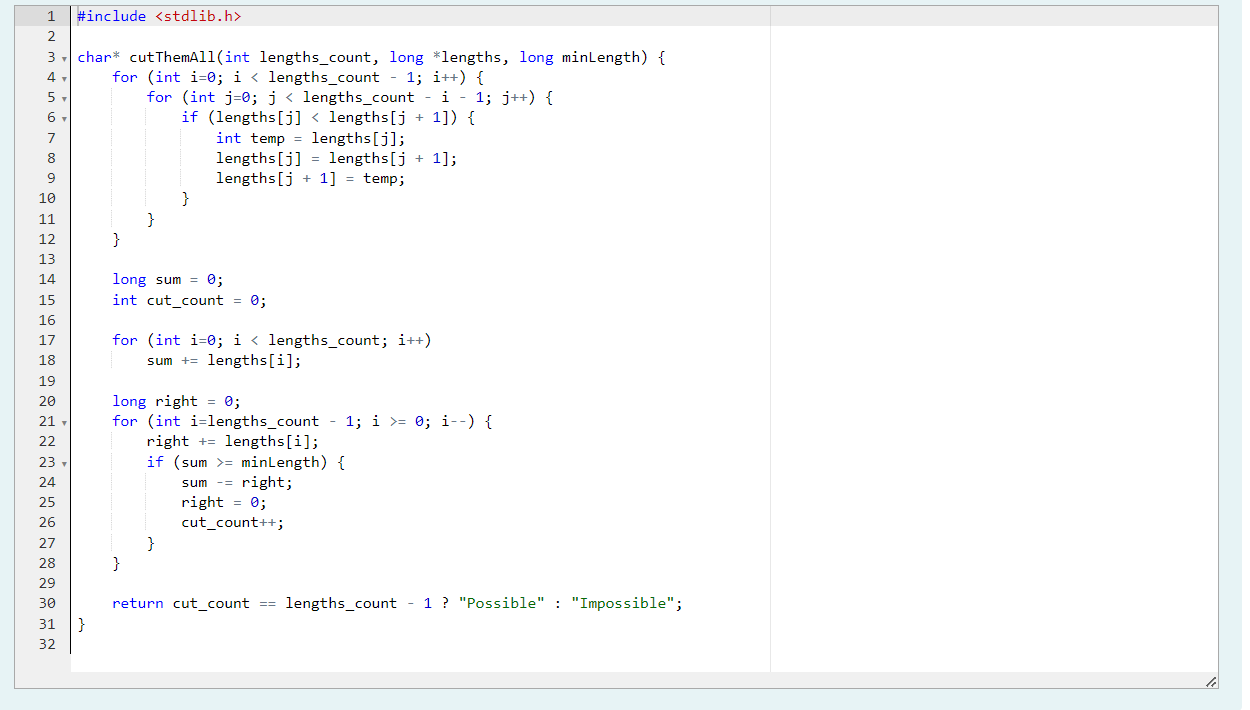 1 #include <stdlib.h>
2
3 char* cutThemAll(int lengths_count, long *lengths, long minLength) {
4     for (int i=0; i < lengths_count - 1; i++) {
5         for (int j=0; j < lengths_count - i - 1; j++) {
6             if (lengths[j] < lengths[j + 1]) {
7                 int temp = lengths[j];
8                 lengths[j] = lengths[j + 1];
9                 lengths[j + 1] = temp;
10             }
11         }
12     }
13
14     long sum = 0;
15     int cut_count = 0;
16
17     for (int i=0; i < lengths_count; i++)
18         sum += lengths[i];
19
20     long right = 0;
21     for (int i=lengths_count - 1; i >= 0; i--) {
22         right += lengths[i];
23         if (sum >= minLength) {
24             sum -= right;
25             right = 0;
26             cut_count++;
27         }
28     }
29
30     return cut_count == lengths_count - 1 ? "Possible" : "Impossible";
31 }
32